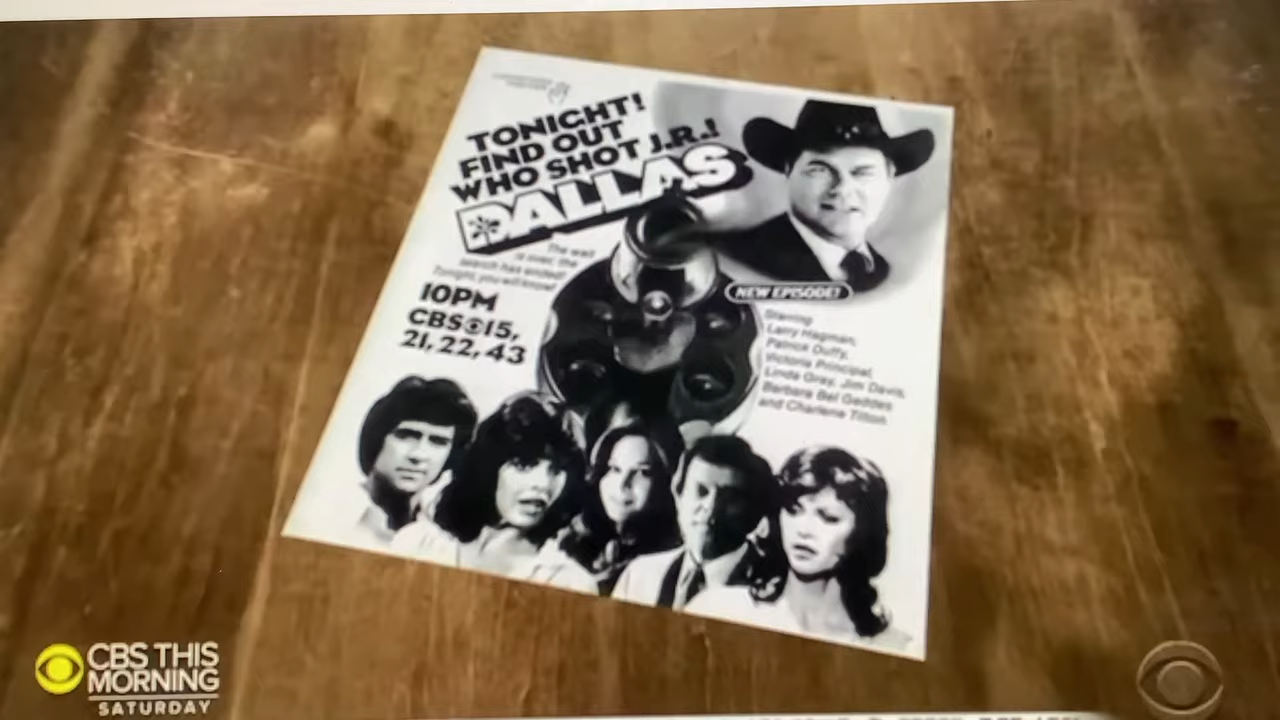 TONIGHT!
FIND OUT
WHO SHOT J.R.!
DALLAS
The wait
is over, the
search has ended!
Tonight, you will know!
10PM
CBS 15,
21, 22, 43
NEW EPISODE!
Starring
Larry Hagman,
Patrick Duffy,
Victoria Principal,
Linda Gray, Jim Davis,
Barbara Bel Geddes
and Charlene Tilton
CBS THIS
MORNING
SATURDAY